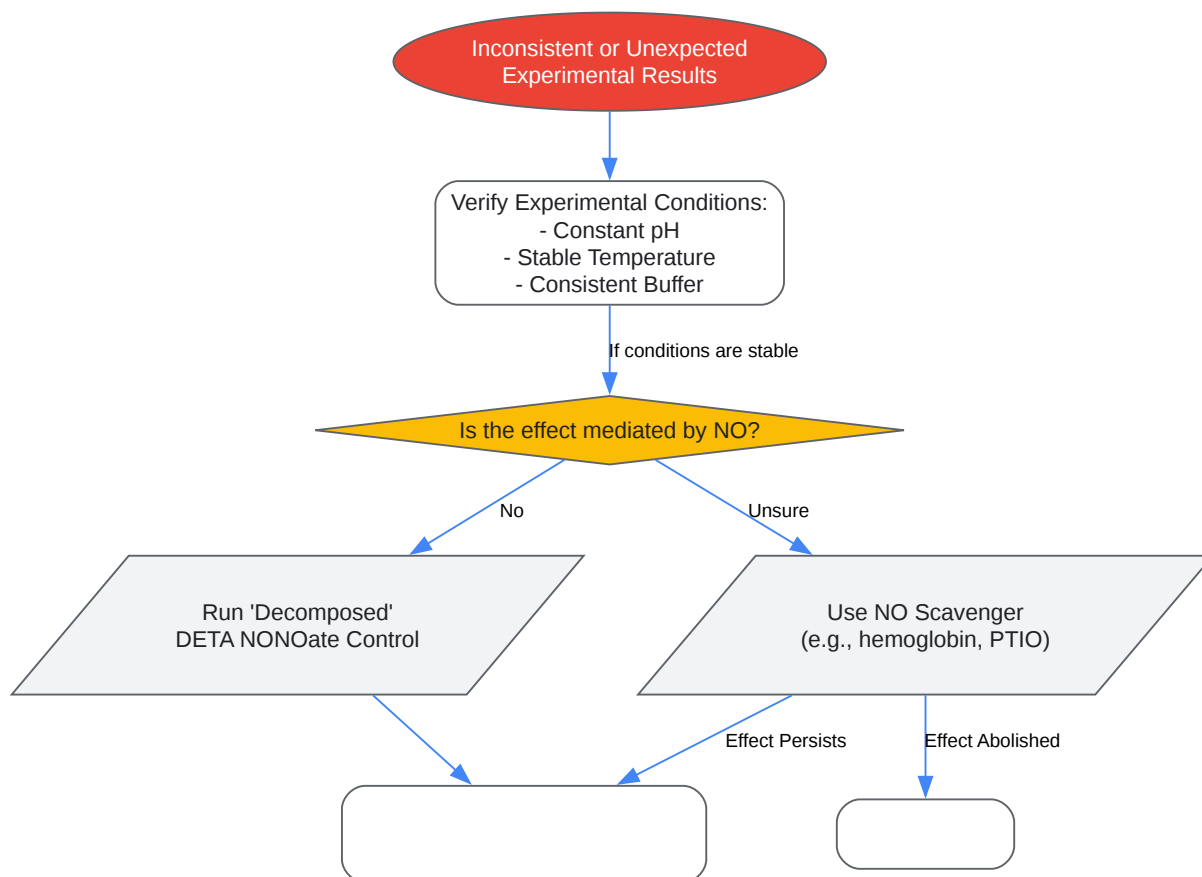 Inconsistent or Unexpected
Experimental Results
Verify Experimental Conditions:
- Constant pH
- Stable Temperature
- Consistent Buffer
If conditions are stable
Is the effect mediated by NO?
No
Unsure
Run 'Decomposed'
DETA NONOate Control
Use NO Scavenger
(e.g., hemoglobin, PTIO)
Effect Persists
Effect Abolished